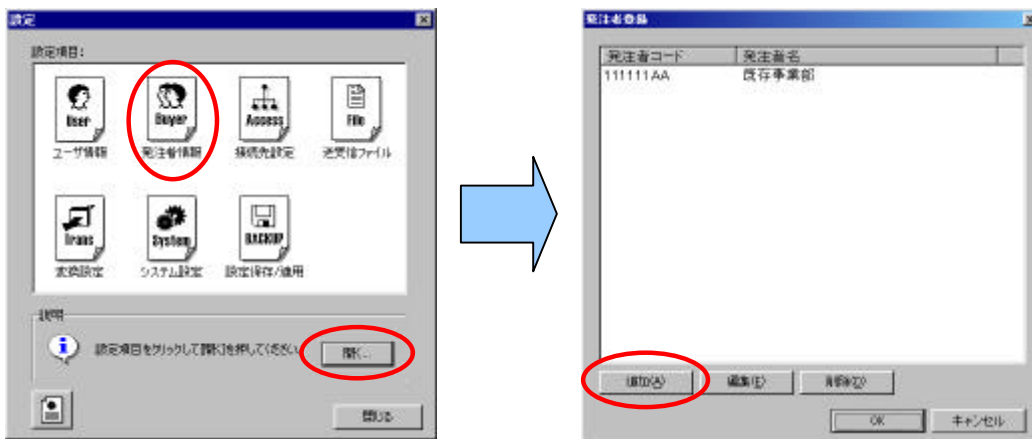 設定
設定項目:
User
Buyer
Access
File
ユーザ情報
発注者情報
接続先設定
送受信ファイル
Trans
System
BACKUP
変換設定
システム設定
設定保存/適用
説明
設定項目をクリックして[開く]を押してください
開く...
閉じる
発注者登録
発注者コード
発注者名
111111AA
既存事業部
追加(A)
編集(E)
削除(D)
OK
キャンセル